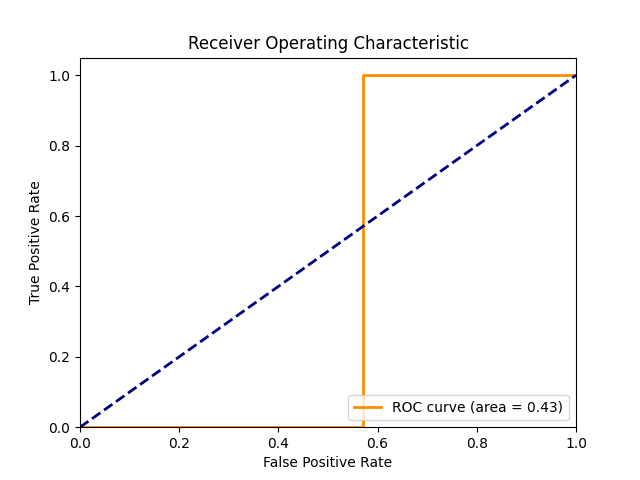 Receiver Operating Characteristic
1.0
0.8
0.6
0.4
0.2
0.0
True Positive Rate
ROC curve (area = 0.43)
0.0 0.2 0.4 0.6 0.8 1.0
False Positive Rate